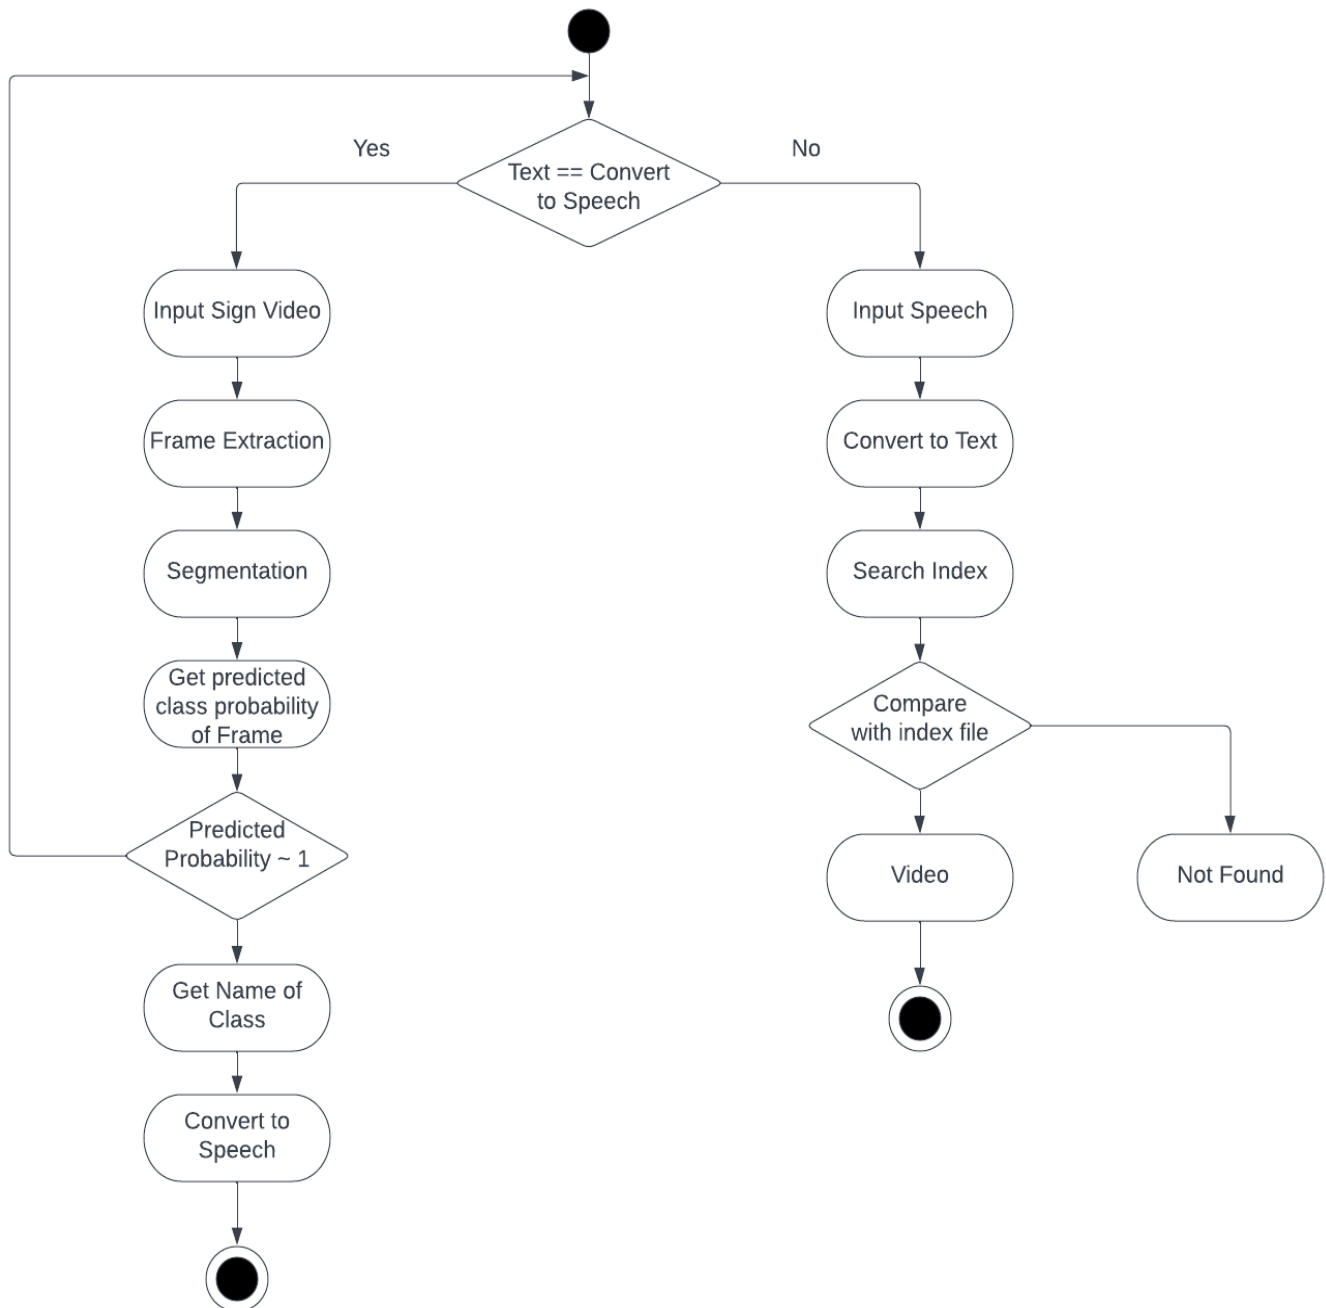 Yes
No
Text == Convert
to Speech
Input Sign Video
Input Speech
Frame Extraction
Convert to Text
Segmentation
Search Index
Get predicted
class probability
of Frame
Compare
with index file
Predicted
Probability ~ 1
Video
Not Found
Get Name of
Class
Convert to
Speech